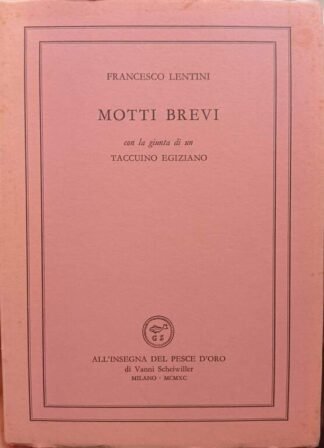 FRANCESCO LENTINI
MOTTI BREVI
con la giunta di un
TACCUINO EGIZIANO
ALL'INSEGNA DEL PESCE D'ORO
di Vanni Scheiwiller
MILANO - MCMXC